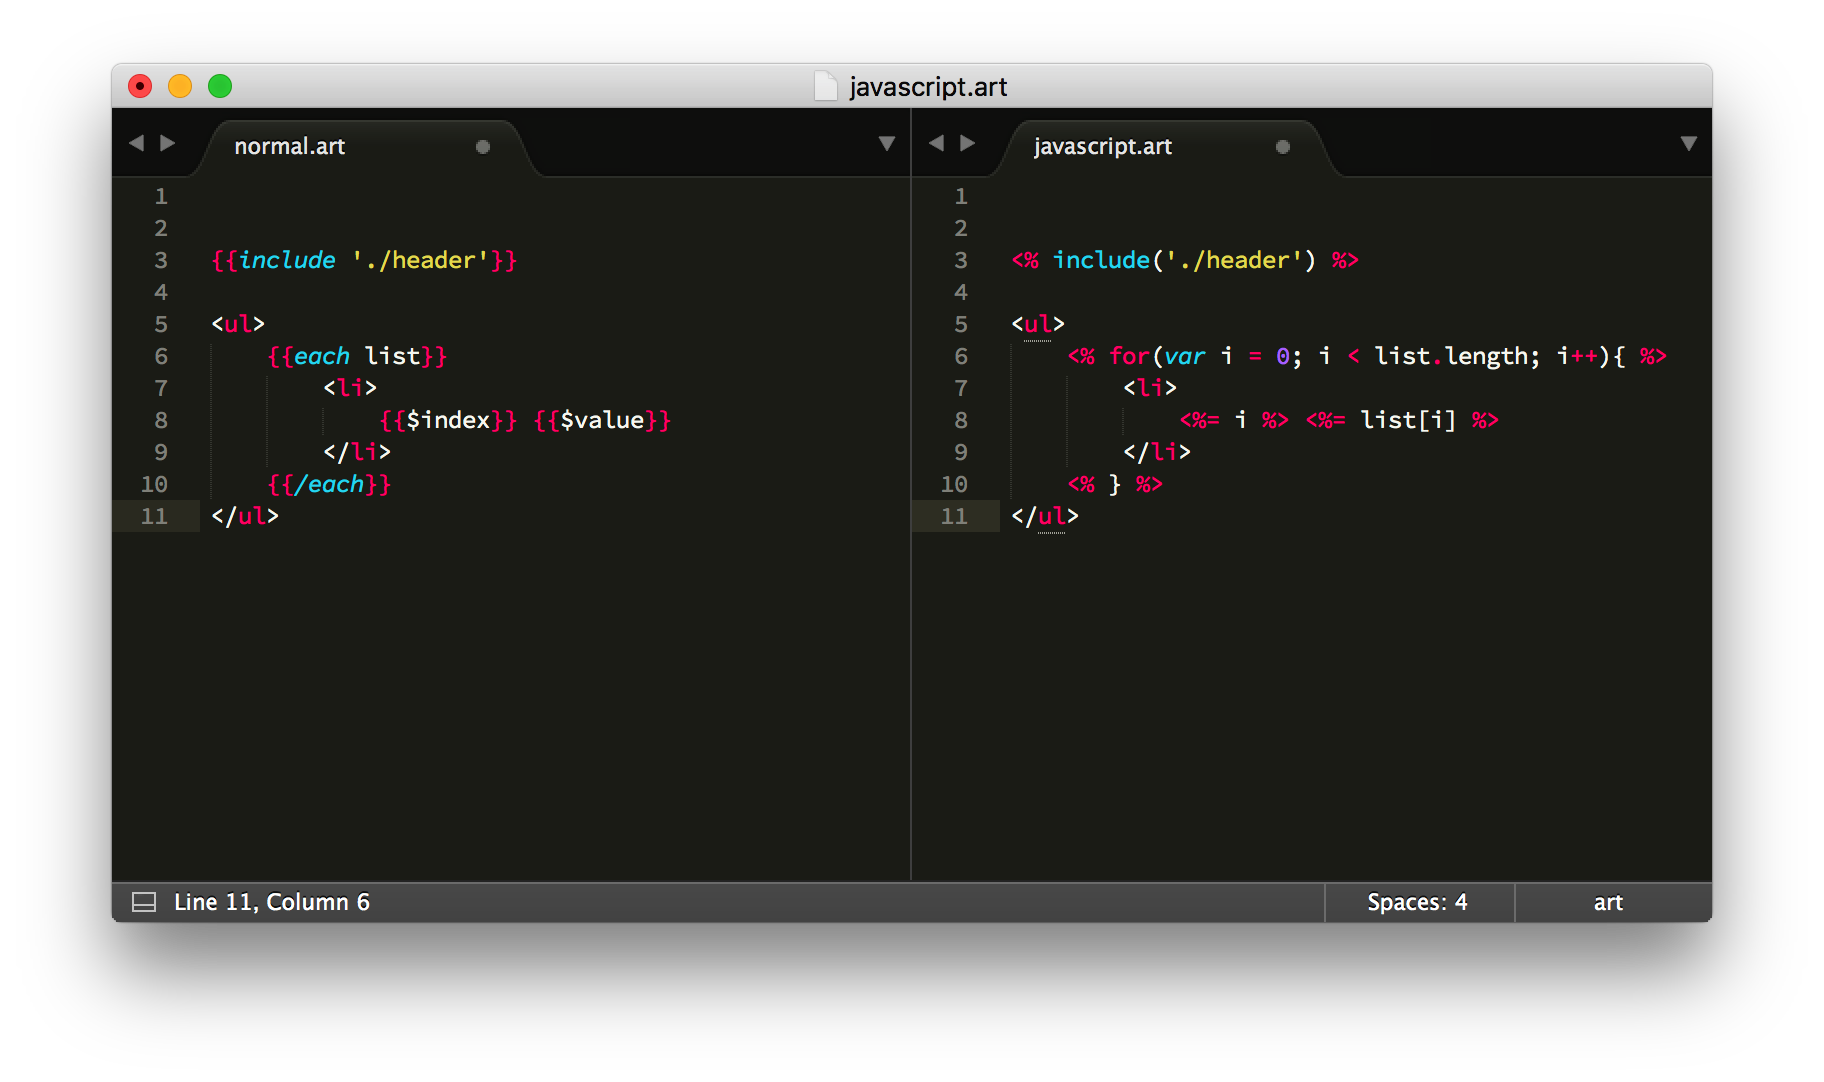 javascript.art
normal.art
1
2
3 {{include './header'}}
4
5 <ul>
6     {{each list}}
7         <li>
8             {{$index}} {{$value}}
9         </li>
10     {{/each}}
11 </ul>
javascript.art
1
2
3 <% include('./header') %>
4
5 <ul>
6     <% for(var i = 0; i < list.length; i++){ %>
7         <li>
8             <%= i %> <%= list[i] %>
9         </li>
10     <% } %>
11 </ul>
Line 11, Column 6
Spaces: 4
art